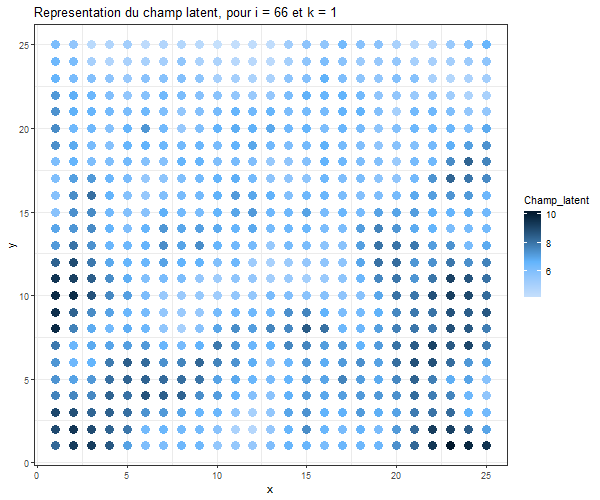 Representation du champ latent, pour i = 66 et k = 1
25
20
15
10
5
0
y
0 5 10 15 20 25
x
Champ_latent
10
8
6